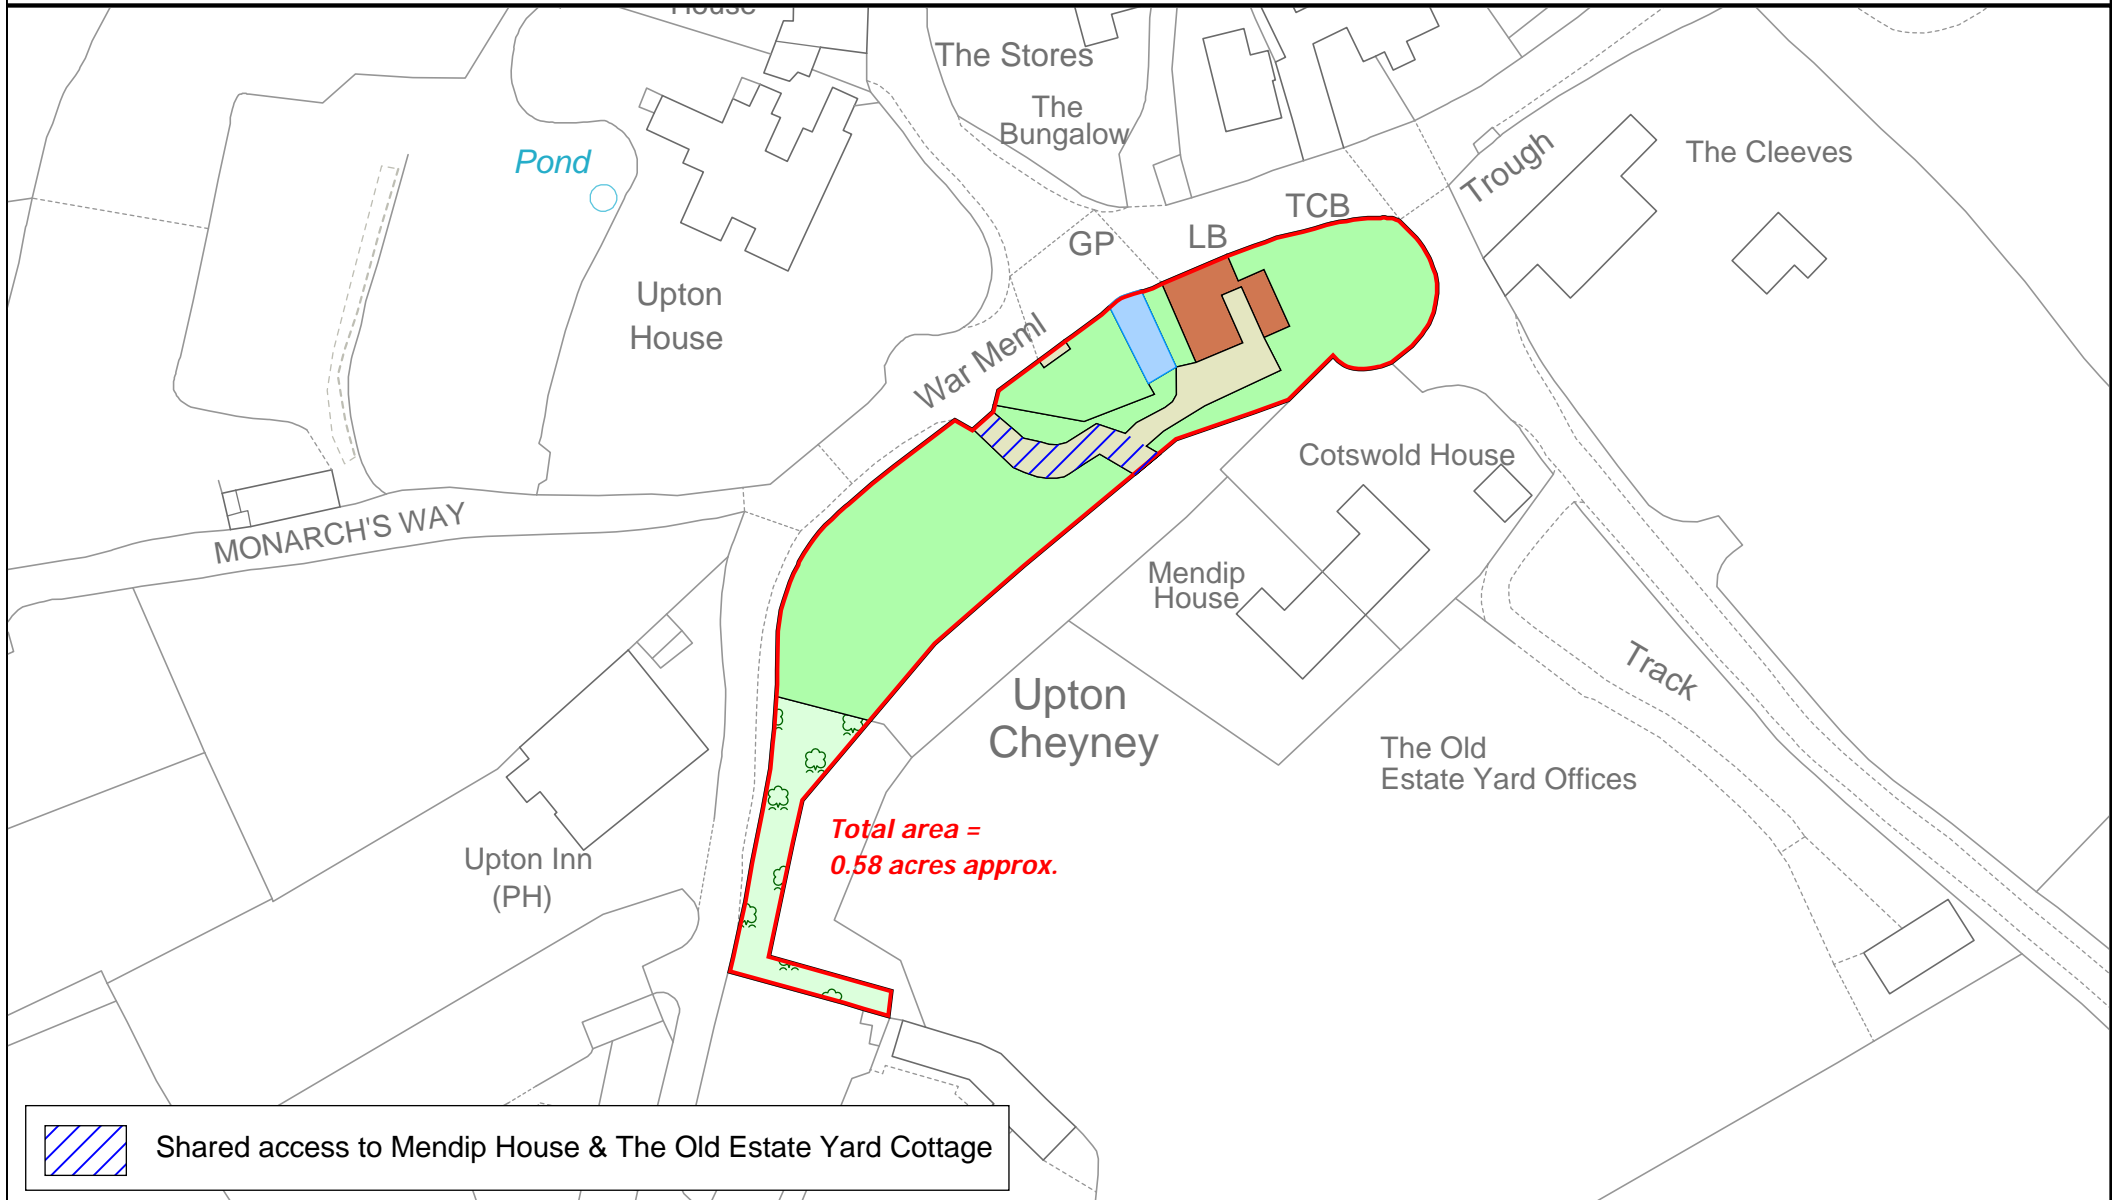 House
The Stores
The
Bungalow
Pond
Trough
The Cleeves
TCB
LB
GP
Upton
House
War Meml
MONARCH'S WAY
Cotswold House
Mendip
House
Track
Upton
Cheyney
The Old
Estate Yard Offices
Total area =
0.58 acres approx.
Upton Inn
(PH)
Shared access to Mendip House & The Old Estate Yard Cottage